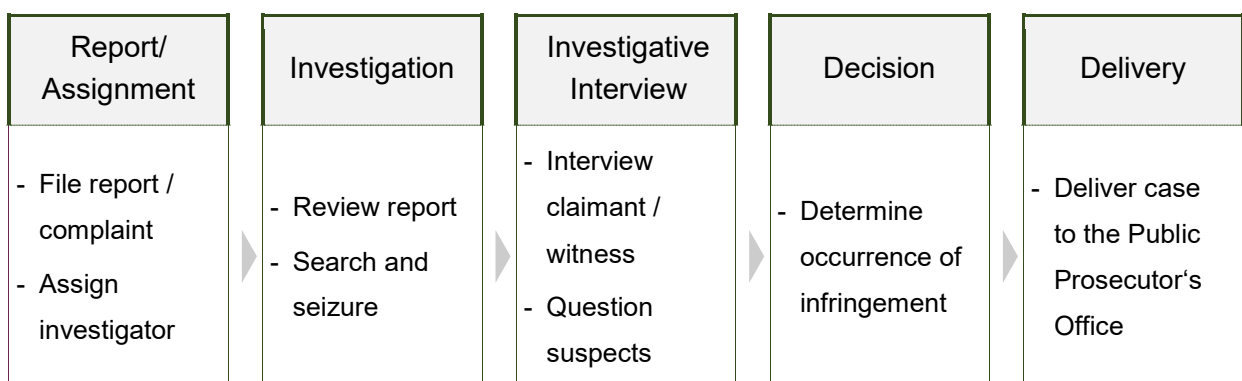 Report/
Assignment
Investigation
Investigative
Interview
Decision
Delivery
- File report /
complaint
- Assign
investigator
- Review report
- Search and
seizure
- Interview
claimant /
witness
- Question
suspects
- Determine
occurrence of
infringement
- Deliver case
to the Public
Prosecutor‘s
Office